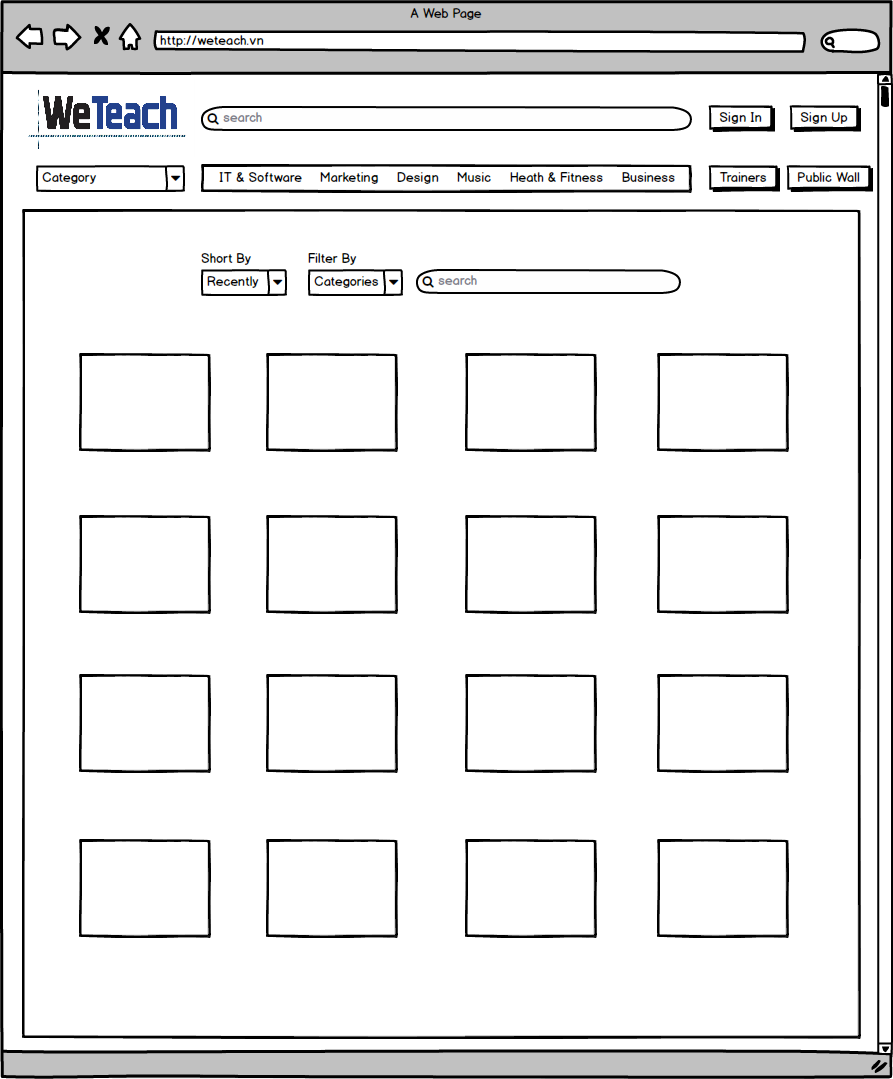 A Web Page
http://weteach.vn
WeTeach
search
Sign In
Sign Up
Category
IT & Software Marketing Design Music Heath & Fitness Business
Trainers
Public Wall
Short By
Filter By
Recently
Categories
search